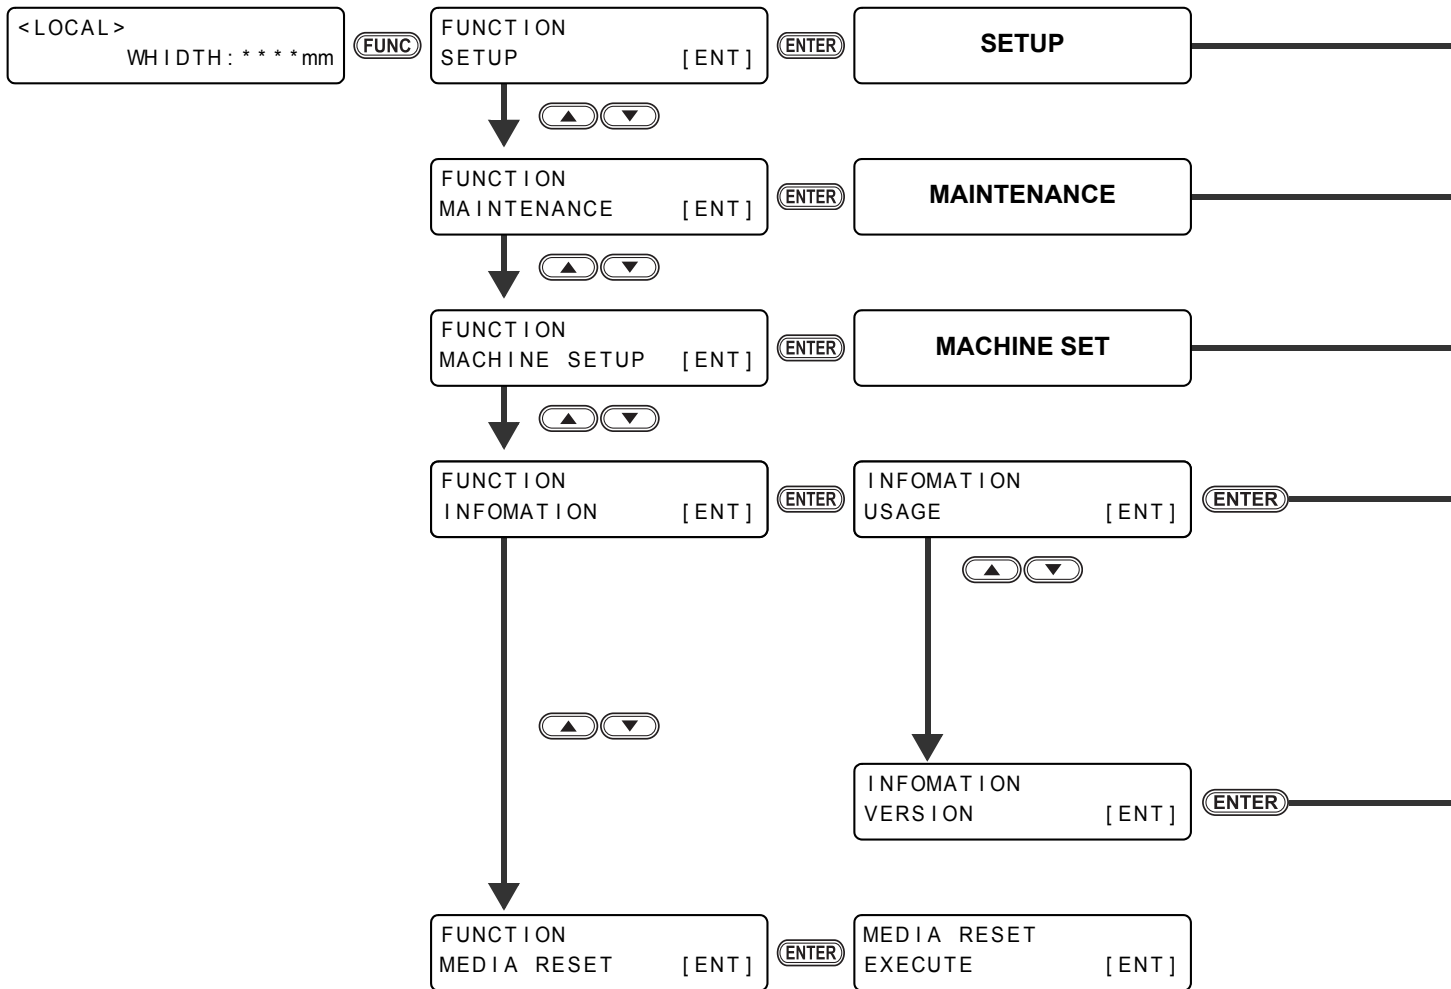 <LOCAL>
WHIDTH:****mm
FUNC
FUNCTION
SETUP [ENT]
ENTER
SETUP
FUNCTION
MAINTENANCE [ENT]
ENTER
MAINTENANCE
FUNCTION
MACHINE SETUP [ENT]
ENTER
MACHINE SET
FUNCTION
INFOMATION [ENT]
ENTER
INFOMATION
USAGE [ENT]
ENTER
INFOMATION
VERSION [ENT]
ENTER
FUNCTION
MEDIA RESET [ENT]
ENTER
MEDIA RESET
EXECUTE [ENT]